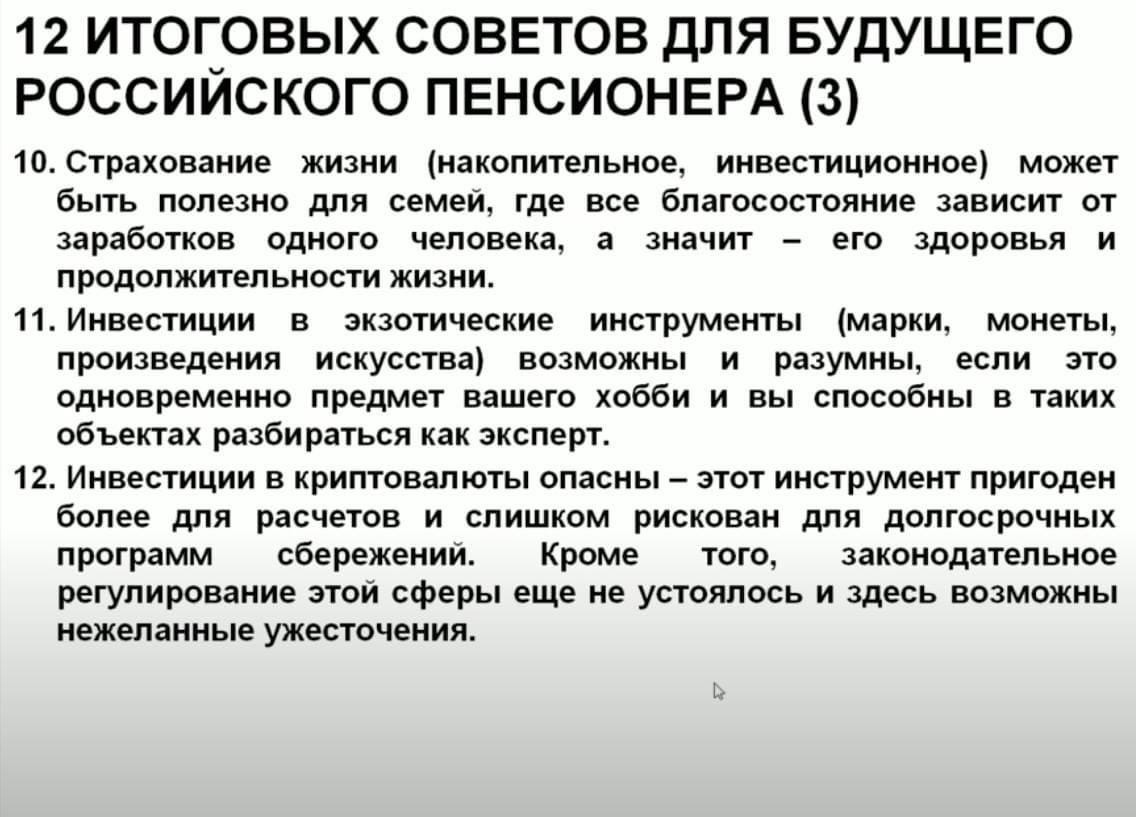 12 ИТОГОВЫХ СОВЕТОВ ДЛЯ БУДУЩЕГО
РОССИЙСКОГО ПЕНСИОНЕРА (3)
10. Страхование жизни (накопительное, инвестиционное) может
быть полезно для семей, где все благосостояние зависит от
заработков одного человека, а значит – его здоровья и
продолжительности жизни.
11. Инвестиции в экзотические инструменты (марки, монеты,
произведения искусства) возможны и разумны, если это
одновременно предмет вашего хобби и вы способны в таких
объектах разбираться как эксперт.
12. Инвестиции в криптовалюты опасны – этот инструмент пригоден
более для расчетов и слишком рискован для долгосрочных
программ сбережений. Кроме того, законодательное
регулирование этой сферы еще не устоялось и здесь возможны
нежеланные ужесточения.